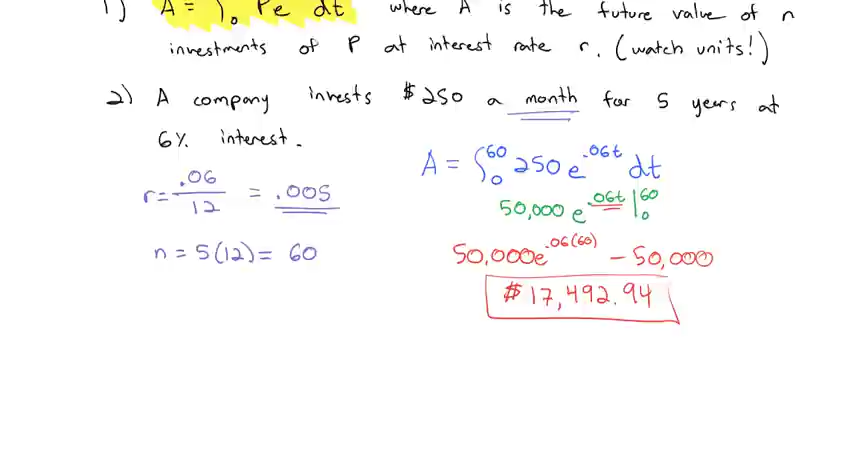 1) A = ∫₀ Pe dt where A is the future value of n
investments of P at interest rate r. (watch units!)
2) A company invests $250 a month for 5 years at
6% interest.
r = .06/12 = .005
n = 5(12) = 60
A = ∫₀⁶⁰ 250 e^.06t dt
50,000 e^.06t |₀⁶⁰
50,000e^.06(60) - 50,000
$17,492.94